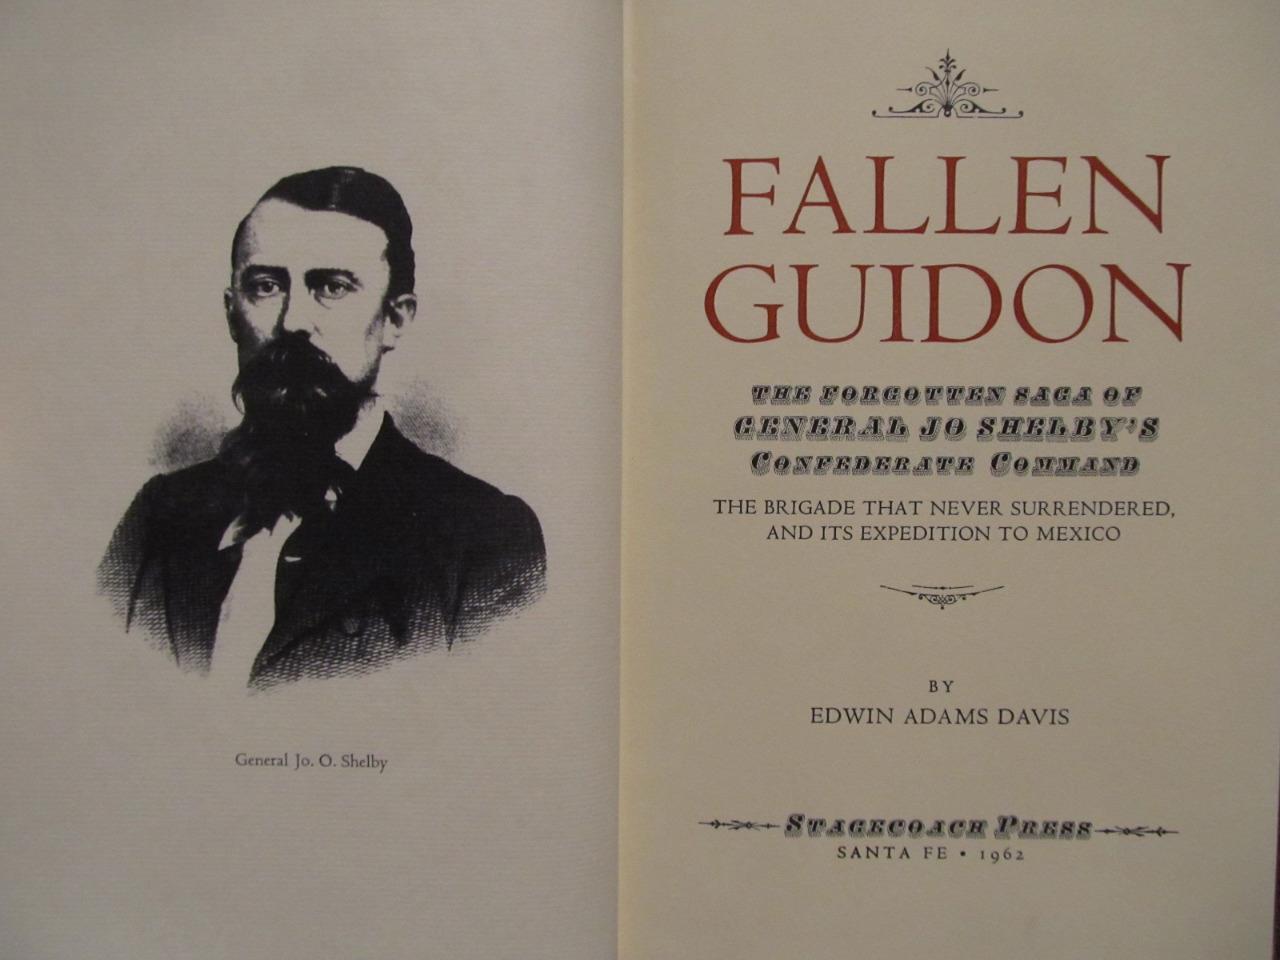 General Jo. O. Shelby
FALLEN
GUIDON
THE FORGOTTEN SAGA OF
GENERAL JO SHELBY'S
CONFEDERATE COMMAND
THE BRIGADE THAT NEVER SURRENDERED,
AND ITS EXPEDITION TO MEXICO
BY
EDWIN ADAMS DAVIS
STAGECOACH PRESS
SANTA FE • 1962